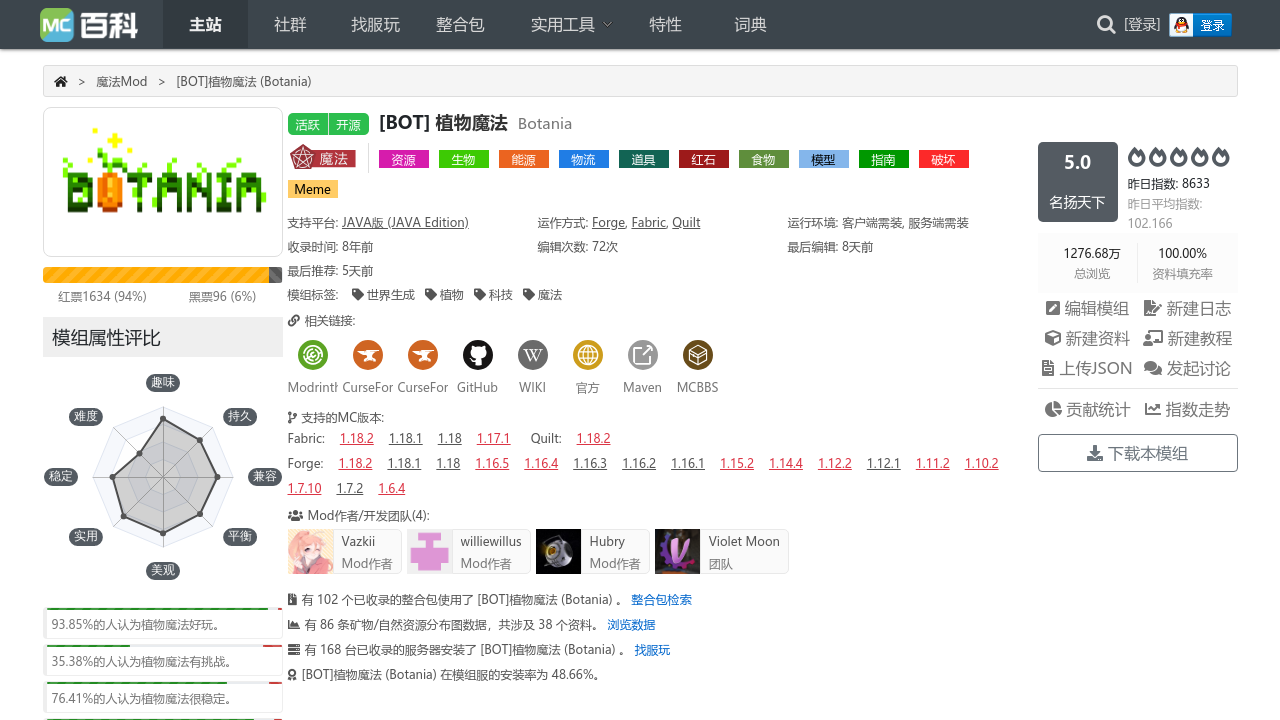 MC 百科 主站 社群 找服玩 整合包 实用工具 特性 词典 [登录] 登录
> 魔法Mod > [BOT]植物魔法 (Botania)
BOTANIA
活跃 开源 [BOT] 植物魔法 Botania
魔法 资源 生物 能源 物流 道具 红石 食物 模型 指南 破坏
Meme
支持平台: JAVA版 (JAVA Edition) 运作方式: Forge, Fabric, Quilt 运行环境: 客户端需装, 服务端需装
收录时间: 8年前 编辑次数: 72次 最后编辑: 8天前
最后推荐: 5天前
模组标签: 世界生成 植物 科技 魔法
相关链接:
Modrinth CurseFor CurseFor GitHub WIKI 官方 Maven MCBBS
支持的MC版本:
Fabric: 1.18.2 1.18.1 1.18 1.17.1 Quilt: 1.18.2
Forge: 1.18.2 1.18.1 1.18 1.16.5 1.16.4 1.16.3 1.16.2 1.16.1 1.15.2 1.14.4 1.12.2 1.12.1 1.11.2 1.10.2
1.7.10 1.7.2 1.6.4
Mod作者/开发团队(4):
Vazkii williewillus Hubry Violet Moon
Mod作者 Mod作者 Mod作者 团队
有 102 个已收录的整合包使用了 [BOT]植物魔法 (Botania) 。 整合包检索
有 86 条矿物/自然资源分布图数据，共涉及 38 个资料。 浏览数据
有 168 台已收录的服务器安装了 [BOT]植物魔法 (Botania) 。 找服玩
[BOT]植物魔法 (Botania) 在模组服的安装率为 48.66%。
红票1634 (94%) 黑票96 (6%)
模组属性评比
趣味
难度 持久
稳定 兼容
实用 平衡
美观
93.85%的人认为植物魔法好玩。
35.38%的人认为植物魔法有挑战。
76.41%的人认为植物魔法很稳定。
5.0
名扬天下
昨日指数: 8633
昨日平均指数:
102.166
1276.68万 100.00%
总浏览 资料填充率
编辑模组 新建日志
新建资料 新建教程
上传JSON 发起讨论
贡献统计 指数走势
下载本模组